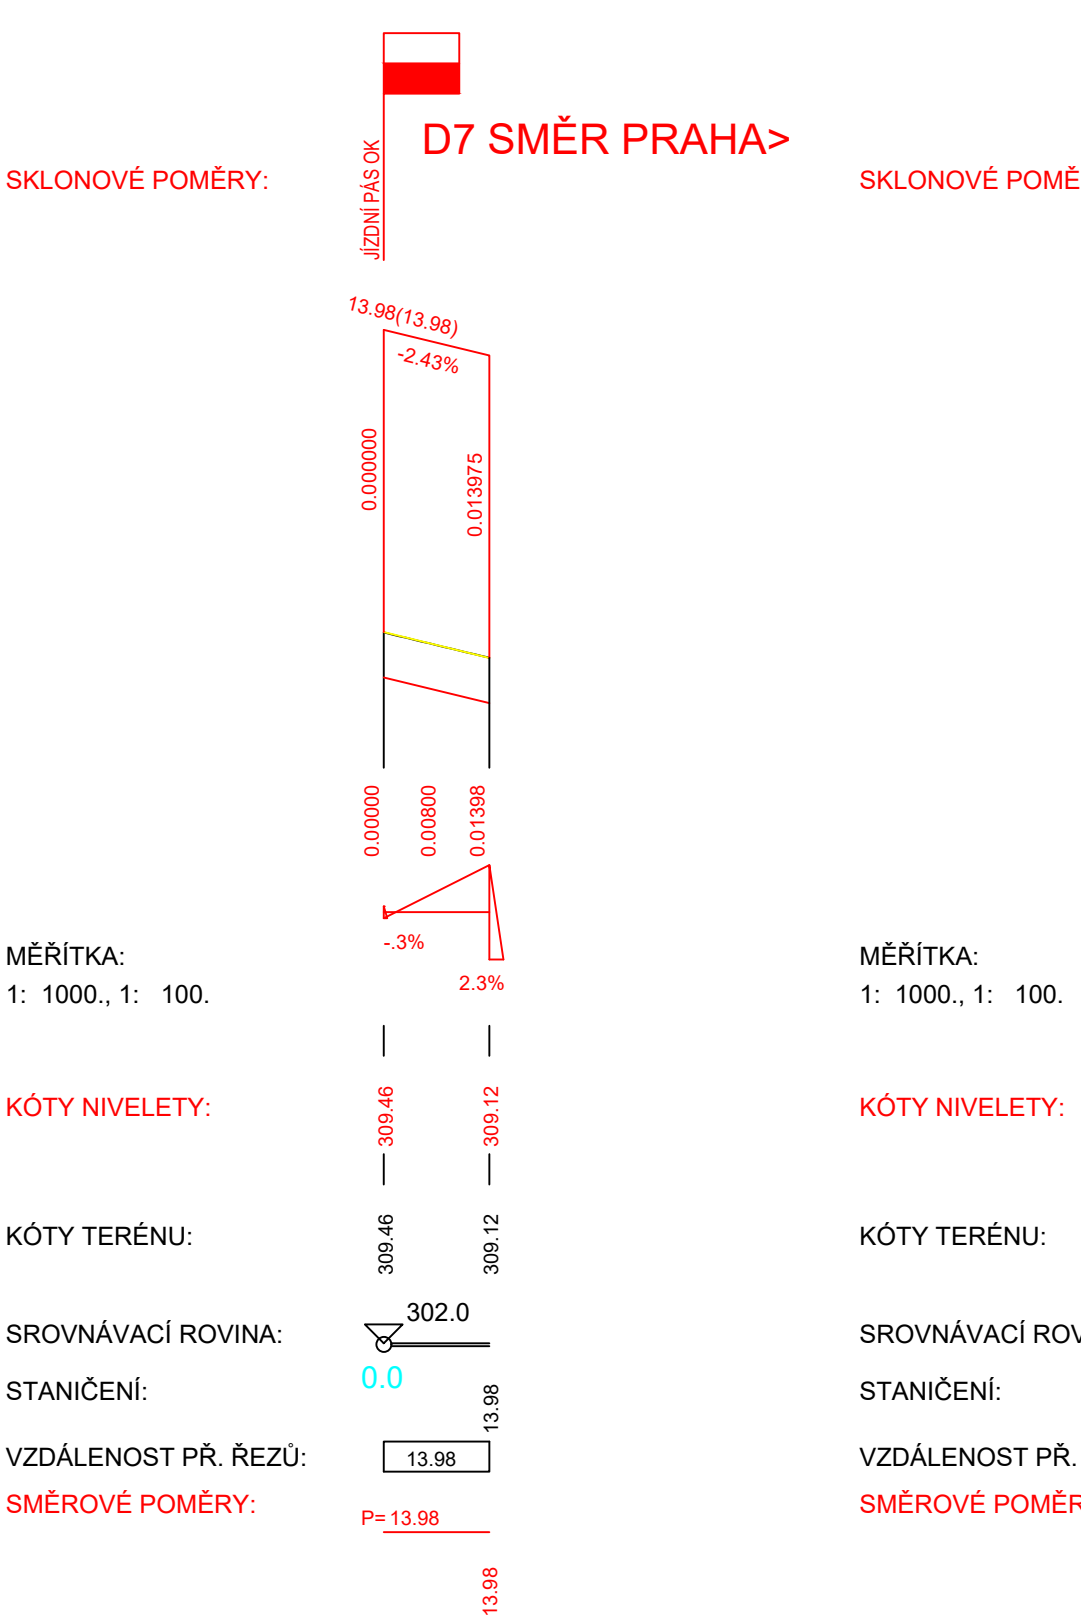 D7 SMĚR PRAHA>
JÍZDNÍ PÁS OK
SKLONOVÉ POMĚRY:
SKLONOVÉ POMĚ
13.98(13.98)
-2.43%
0.000000
0.013975
0.00000
0.00800
0.01398
-.3%
2.3%
MĚŘÍTKA:
1: 1000., 1: 100.
MĚŘÍTKA:
1: 1000., 1: 100.
KÓTY NIVELETY:
309.46
309.12
KÓTY NIVELETY:
KÓTY TERÉNU:
309.46
309.12
KÓTY TERÉNU:
302.0
SROVNÁVACÍ ROVINA:
SROVNÁVACÍ ROV
STANIČENÍ:
0.0
13.98
STANIČENÍ:
VZDÁLENOST PŘ. ŘEZŮ:
13.98
VZDÁLENOST PŘ.
SMĚROVÉ POMĚRY:
P= 13.98
SMĚROVÉ POMĚR
13.98